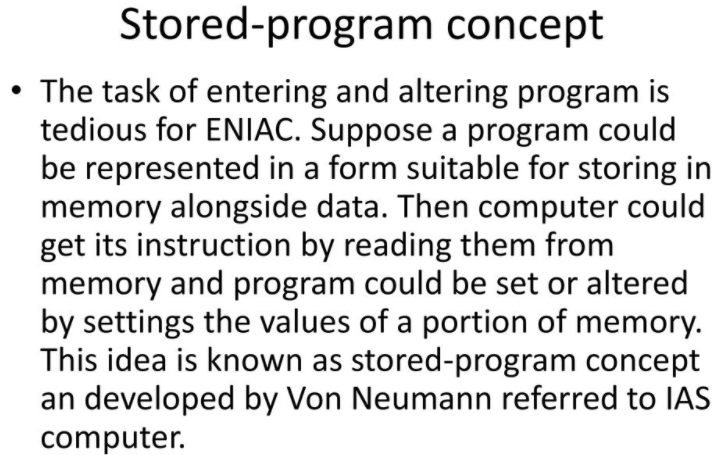 Stored-program concept
• The task of entering and altering program is
tedious for ENIAC. Suppose a program could
be represented in a form suitable for storing in
memory alongside data. Then computer could
get its instruction by reading them from
memory and program could be set or altered
by settings the values of a portion of memory.
This idea is known as stored-program concept
an developed by Von Neumann referred to IAS
computer.